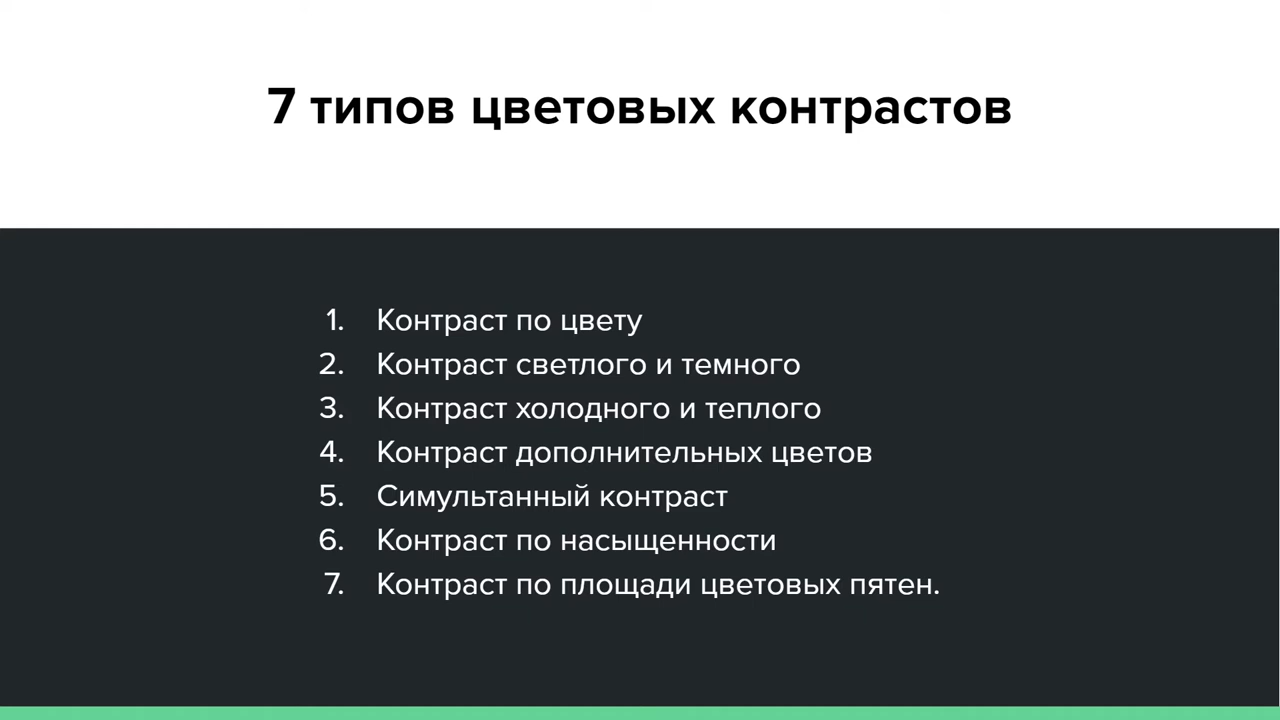 7 типов цветовых контрастов
1. Контраст по цвету
2. Контраст светлого и темного
3. Контраст холодного и теплого
4. Контраст дополнительных цветов
5. Симультанный контраст
6. Контраст по насыщенности
7. Контраст по площади цветовых пятен.